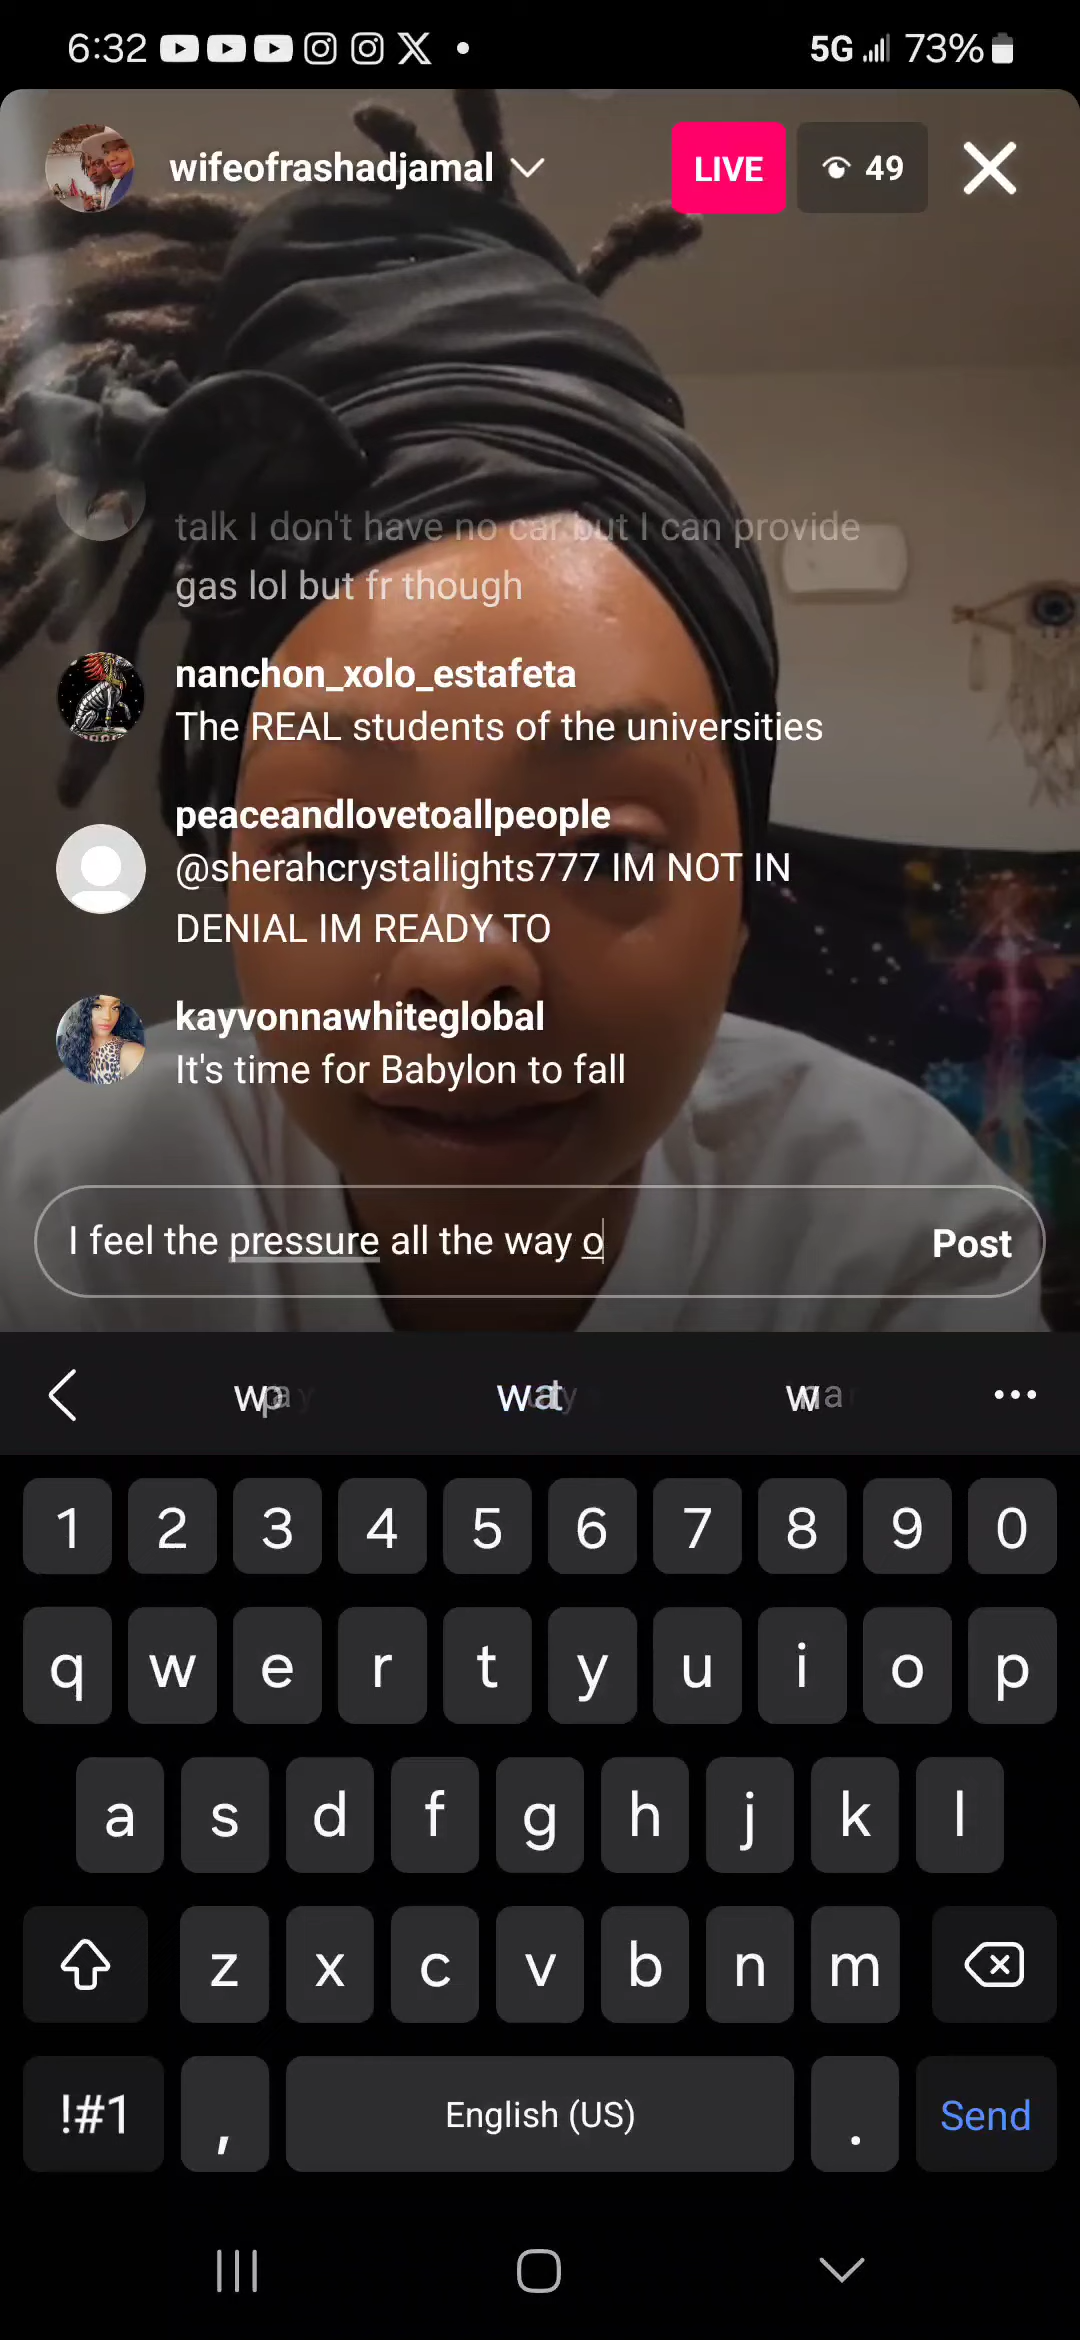 6:32
5G 73%
wifeofrashadjamal
LIVE
49
talk I don't have no car but I can provide
gas lol but fr though
nanchon_xolo_estafeta
The REAL students of the universities
peaceandlovetoallpeople
@sherahcrystallights777 IM NOT IN
DENIAL IM READY TO
kayvonnawhiteglobal
It's time for Babylon to fall
I feel the pressure all the way o
Post
1 2 3 4 5 6 7 8 9 0
q w e r t y u i o p
a s d f g h j k l
z x c v b n m
!#1 , English (US) . Send